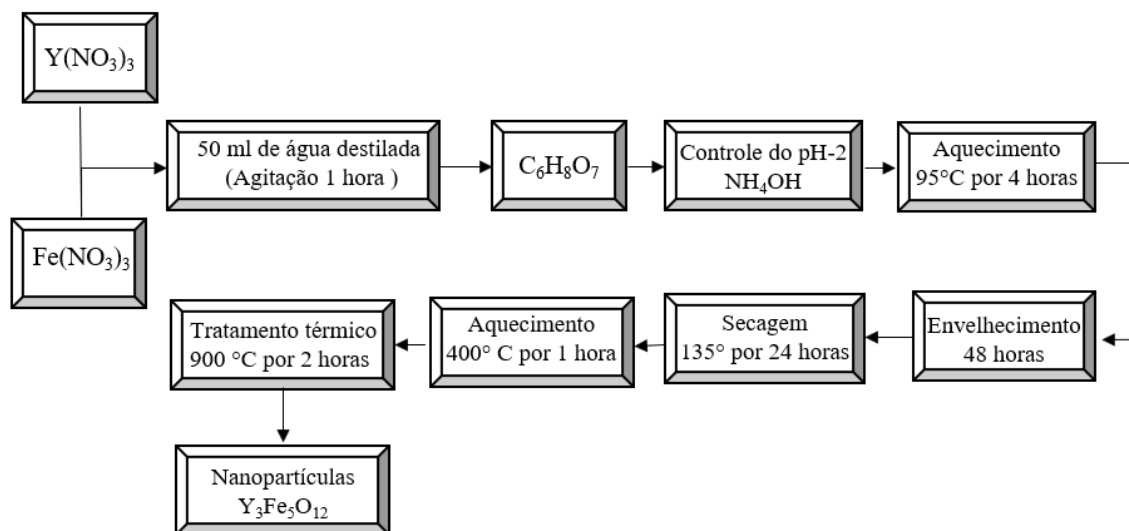 Y(NO₃)₃
Fe(NO₃)₃
50 ml de água destilada
(Agitação 1 hora )
C₆H₈O₇
Controle do pH-2
NH₄OH
Aquecimento
95°C por 4 horas
Envelhecimento
48 horas
Secagem
135° por 24 horas
Aquecimento
400° C por 1 hora
Tratamento térmico
900 °C por 2 horas
Nanopartículas
Y₃Fe₅O₁₂